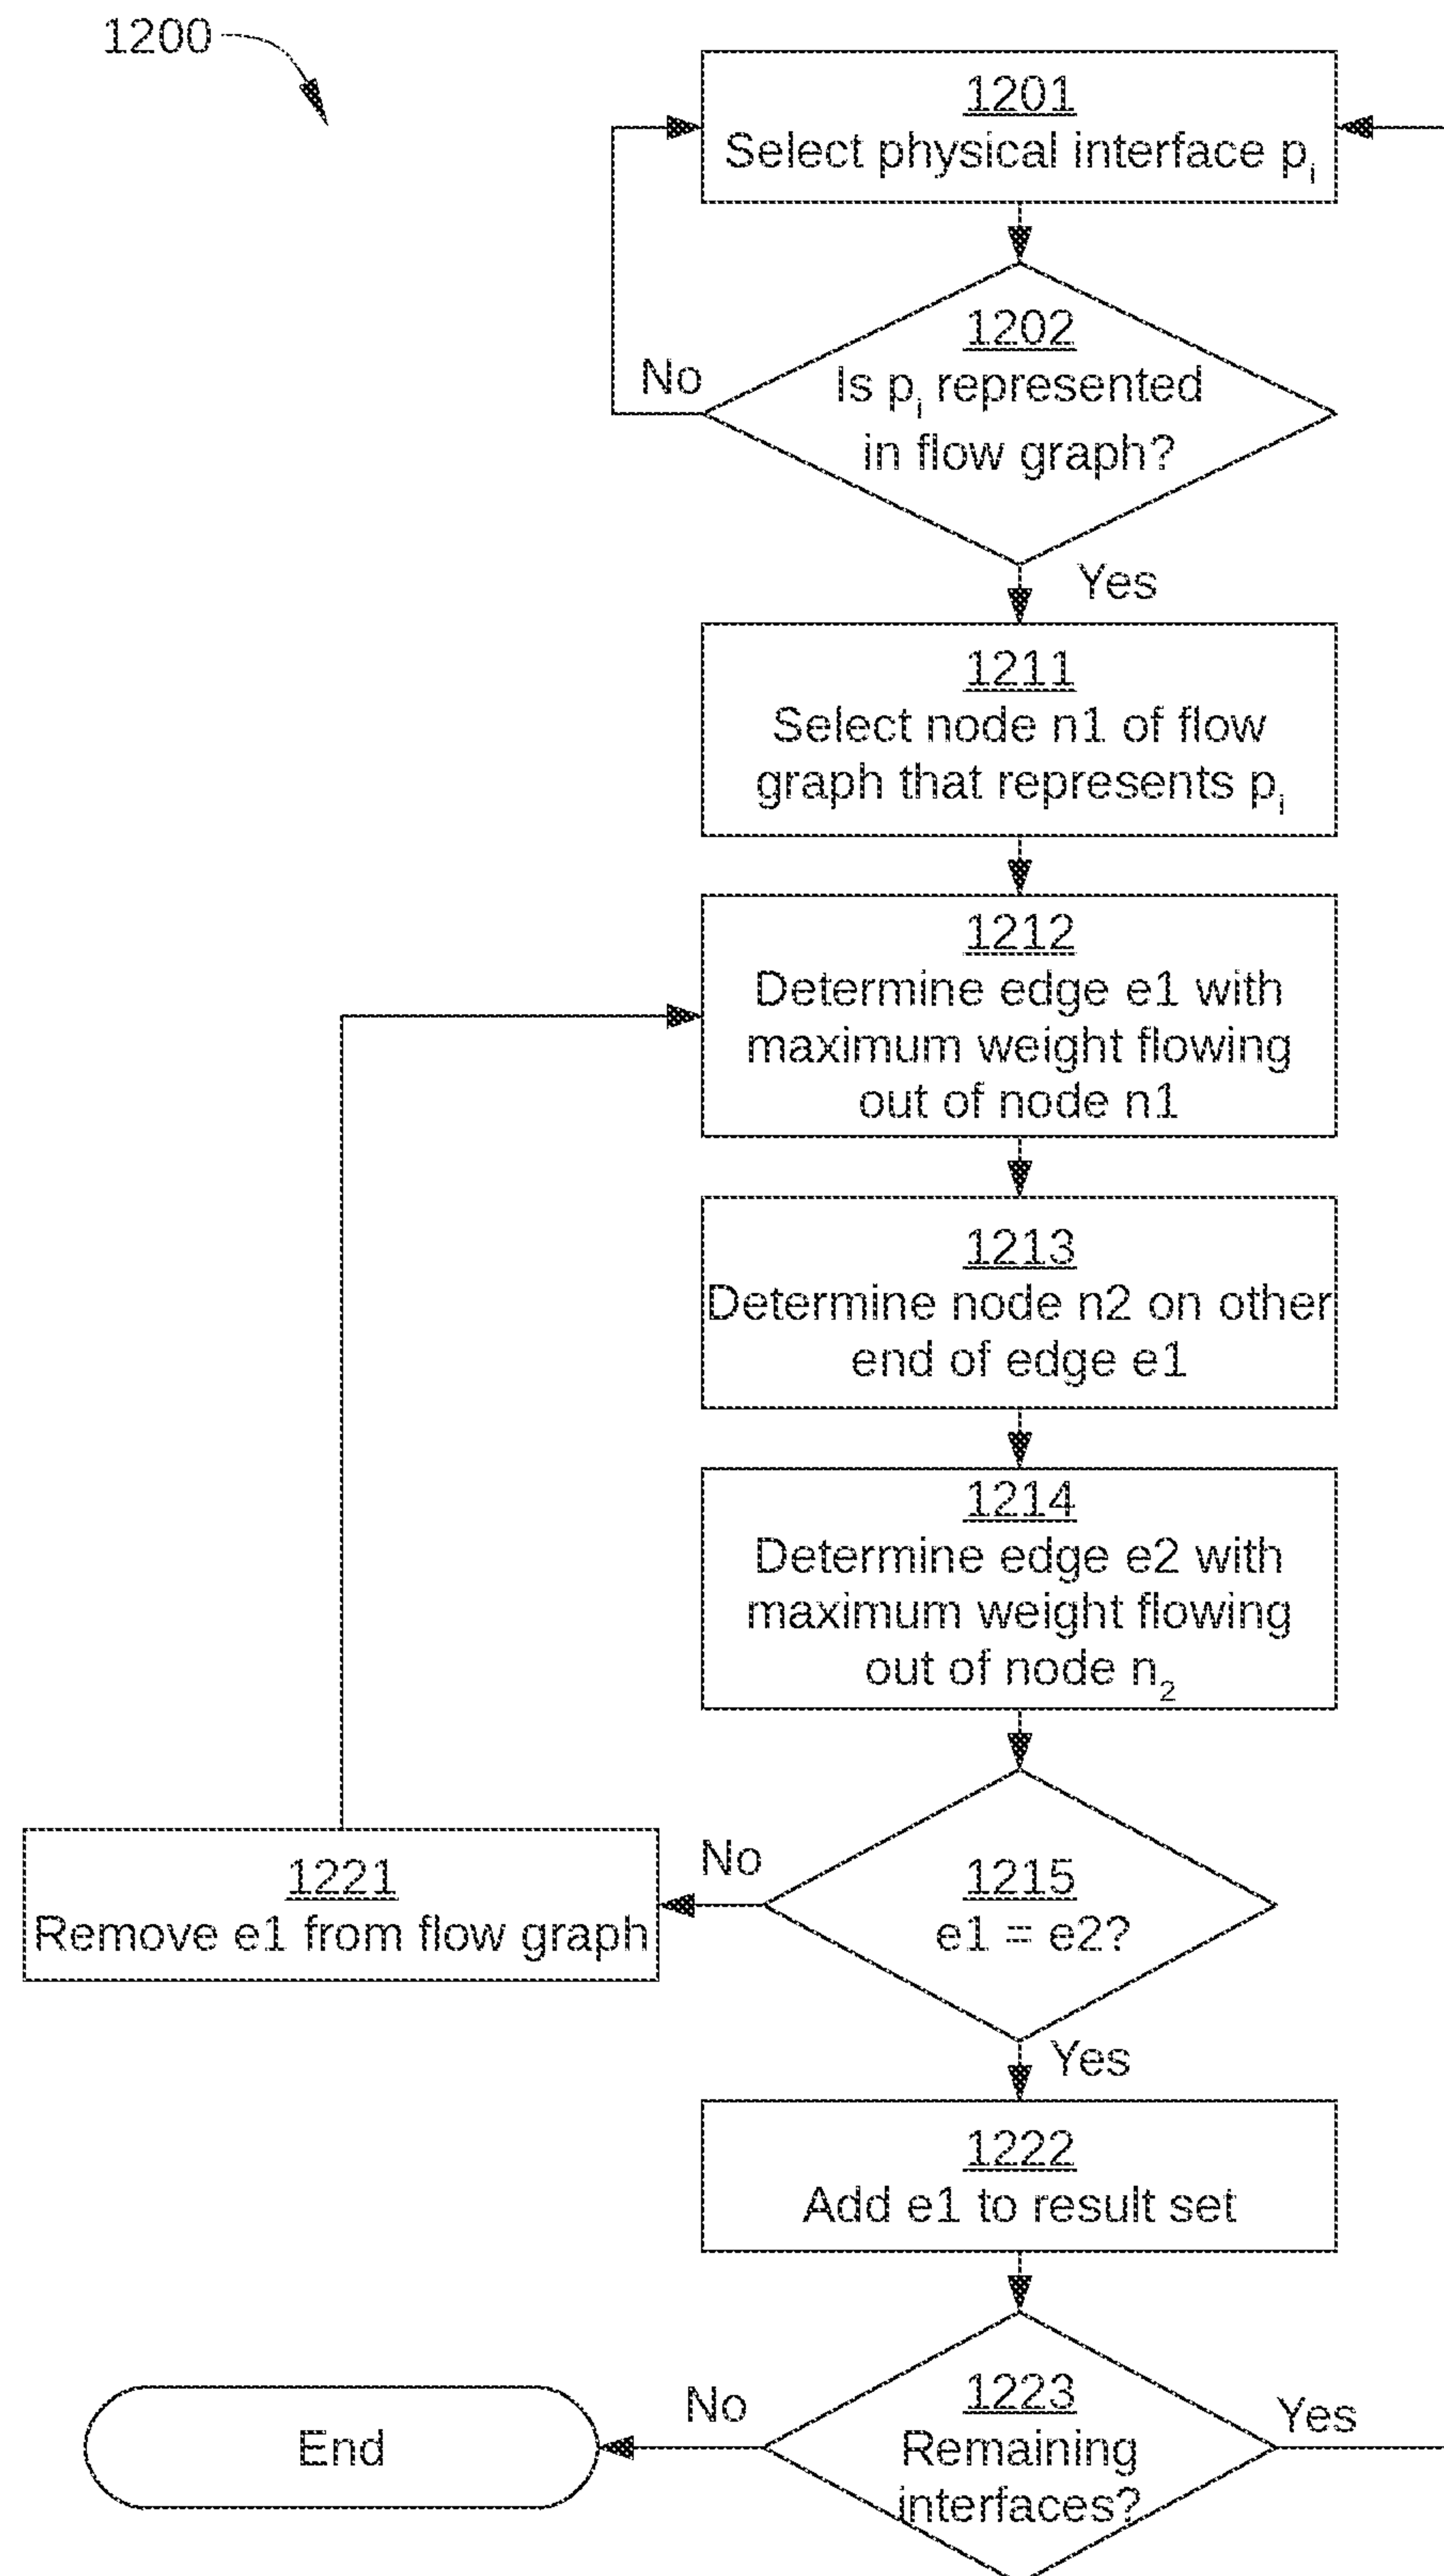 1200
1201
Select physical interface pᵢ
1202
Is pᵢ represented
in flow graph?
No
Yes
1211
Select node n1 of flow
graph that represents pᵢ
1212
Determine edge e1 with
maximum weight flowing
out of node n1
1213
Determine node n2 on other
end of edge e1
1214
Determine edge e2 with
maximum weight flowing
out of node n₂
1215
e1 = e2?
No
1221
Remove e1 from flow graph
Yes
1222
Add e1 to result set
1223
Remaining
interfaces?
No
Yes
End